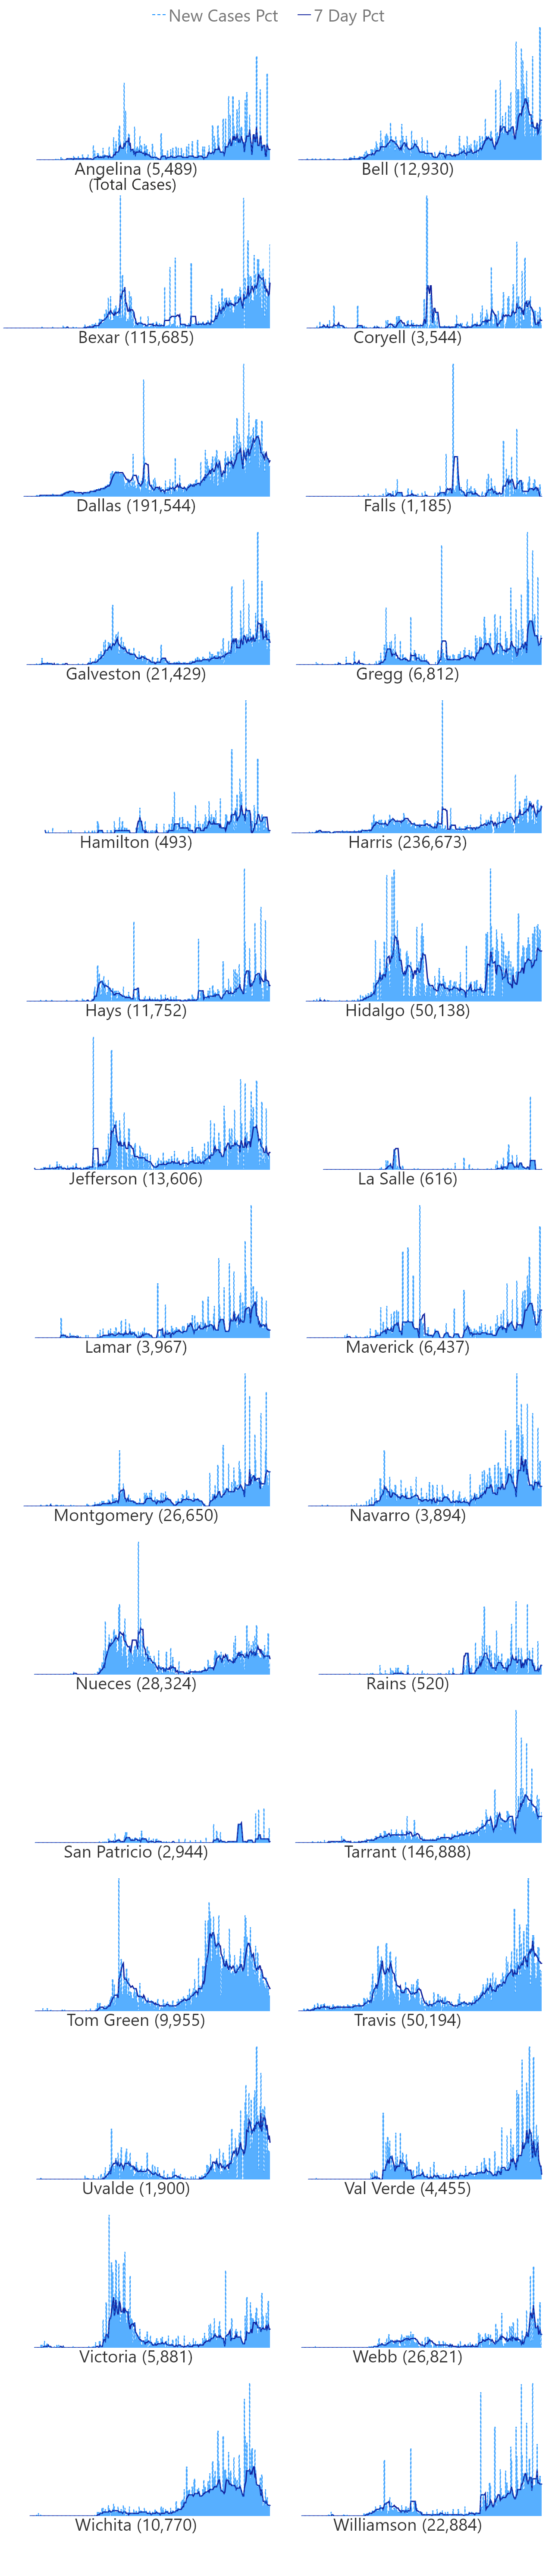 New Cases Pct 7 Day Pct
Angelina (5,489) Bell (12,930)
(Total Cases)
Bexar (115,685) Coryell (3,544)
Dallas (191,544) Falls (1,185)
Galveston (21,429) Gregg (6,812)
Hamilton (493) Harris (236,673)
Hays (11,752) Hidalgo (50,138)
Jefferson (13,606) La Salle (616)
Lamar (3,967) Maverick (6,437)
Montgomery (26,650) Navarro (3,894)
Nueces (28,324) Rains (520)
San Patricio (2,944) Tarrant (146,888)
Tom Green (9,955) Travis (50,194)
Uvalde (1,900) Val Verde (4,455)
Victoria (5,881) Webb (26,821)
Wichita (10,770) Williamson (22,884)